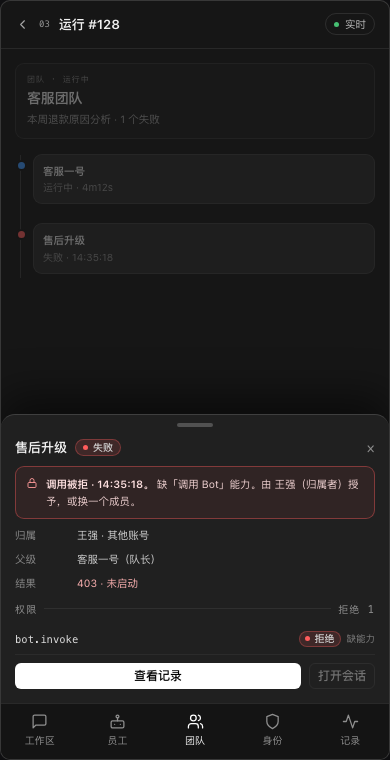 03 运行 #128 实时
团队 · 运行中
客服团队
本周退款原因分析 · 1 个失败
客服一号
运行中 · 4m12s
售后升级
失败 · 14:35:18
售后升级 失败 ×
调用被拒 · 14:35:18。 缺「调用 Bot」能力。由 王强（归属者）授
予，或换一个成员。
归属 王强 · 其他账号
父级 客服一号（队长）
结果 403 · 未启动
权限 拒绝 1
bot.invoke 拒绝 缺能力
查看记录 打开会话
工作区 员工 团队 身份 记录